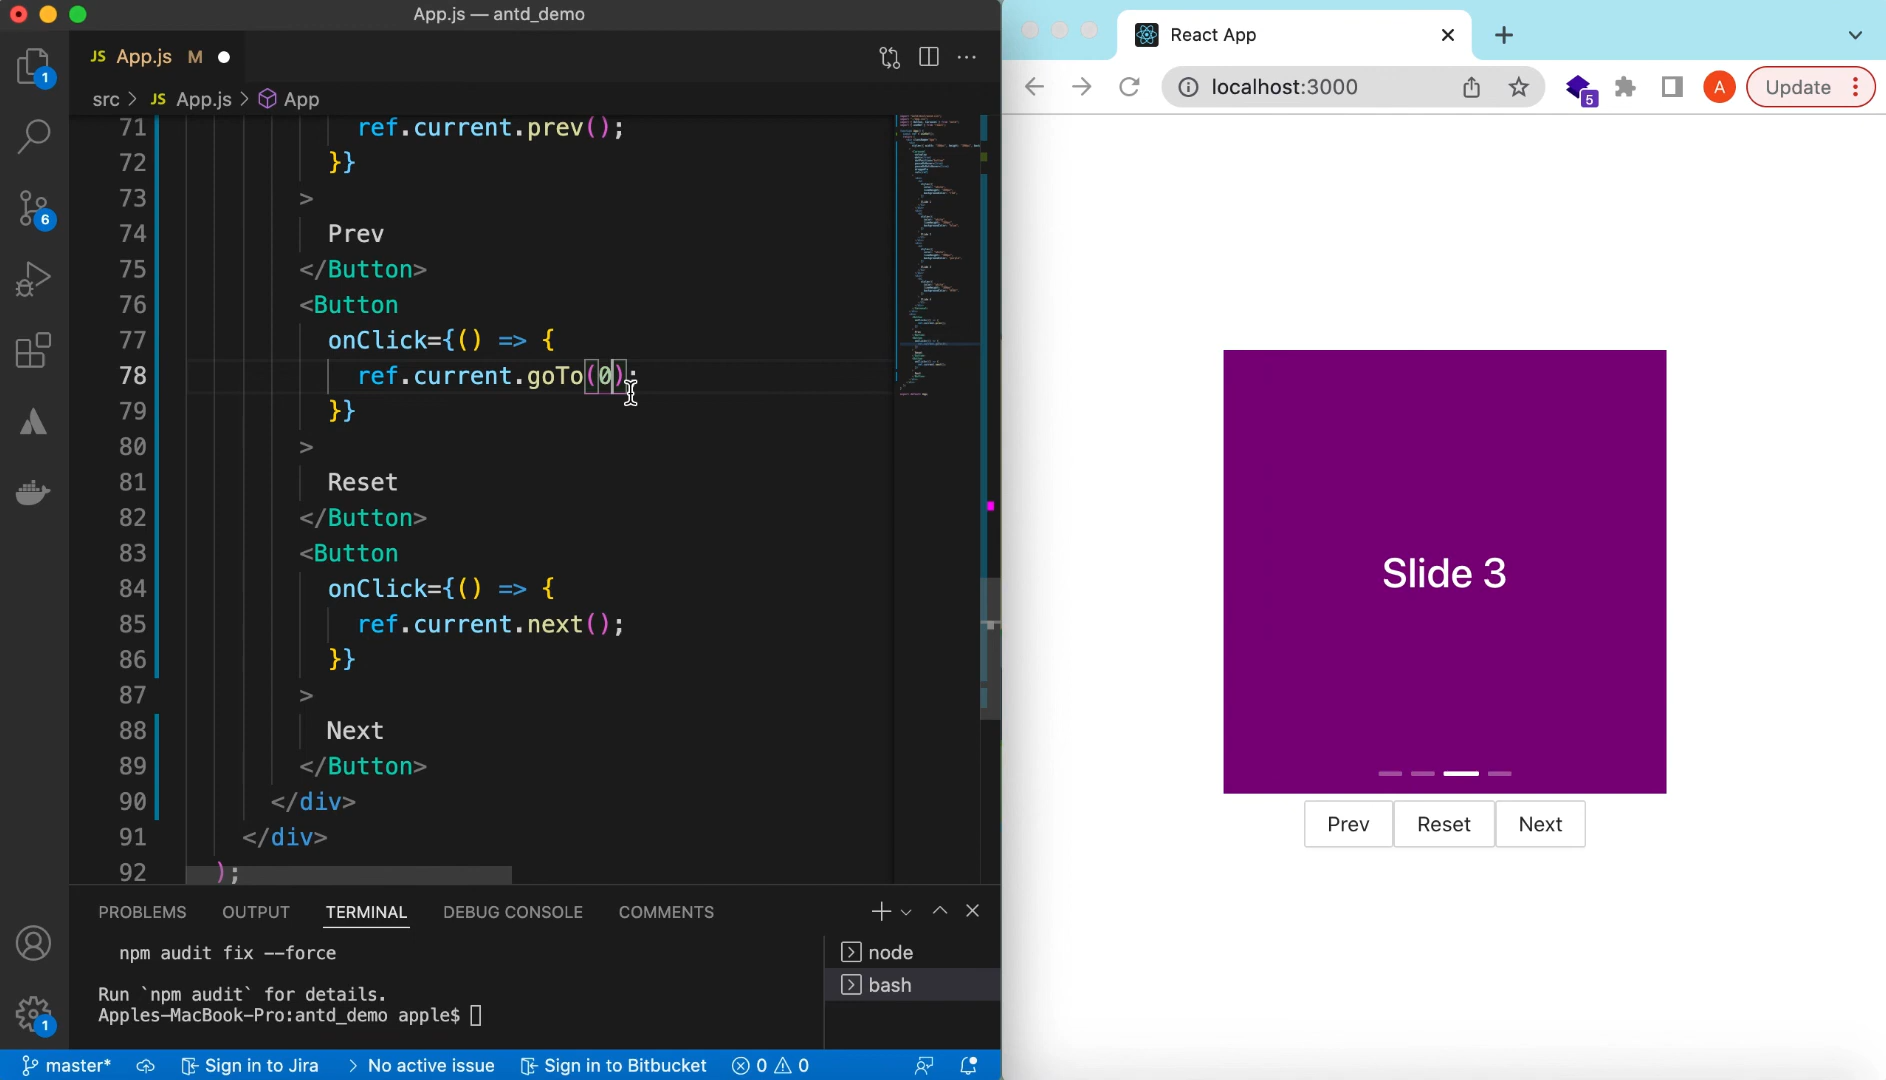 App.js — antd_demo
JS App.js M
src > JS App.js > App
71 ref.current.prev();
72 }}
73 >
74 Prev
75 </Button>
76 <Button
77 onClick={() => {
78 ref.current.goTo(0);
79 }}
80 >
81 Reset
82 </Button>
83 <Button
84 onClick={() => {
85 ref.current.next();
86 }}
87 >
88 Next
89 </Button>
90 </div>
91 </div>
92 );
1
6
1
PROBLEMS OUTPUT TERMINAL DEBUG CONSOLE COMMENTS
npm audit fix --force
Run `npm audit` for details.
Apples-MacBook-Pro:antd_demo apple$
node
bash
master* Sign in to Jira No active issue Sign in to Bitbucket 0 0
React App
localhost:3000
5
A
Update
Slide 3
Prev Reset Next